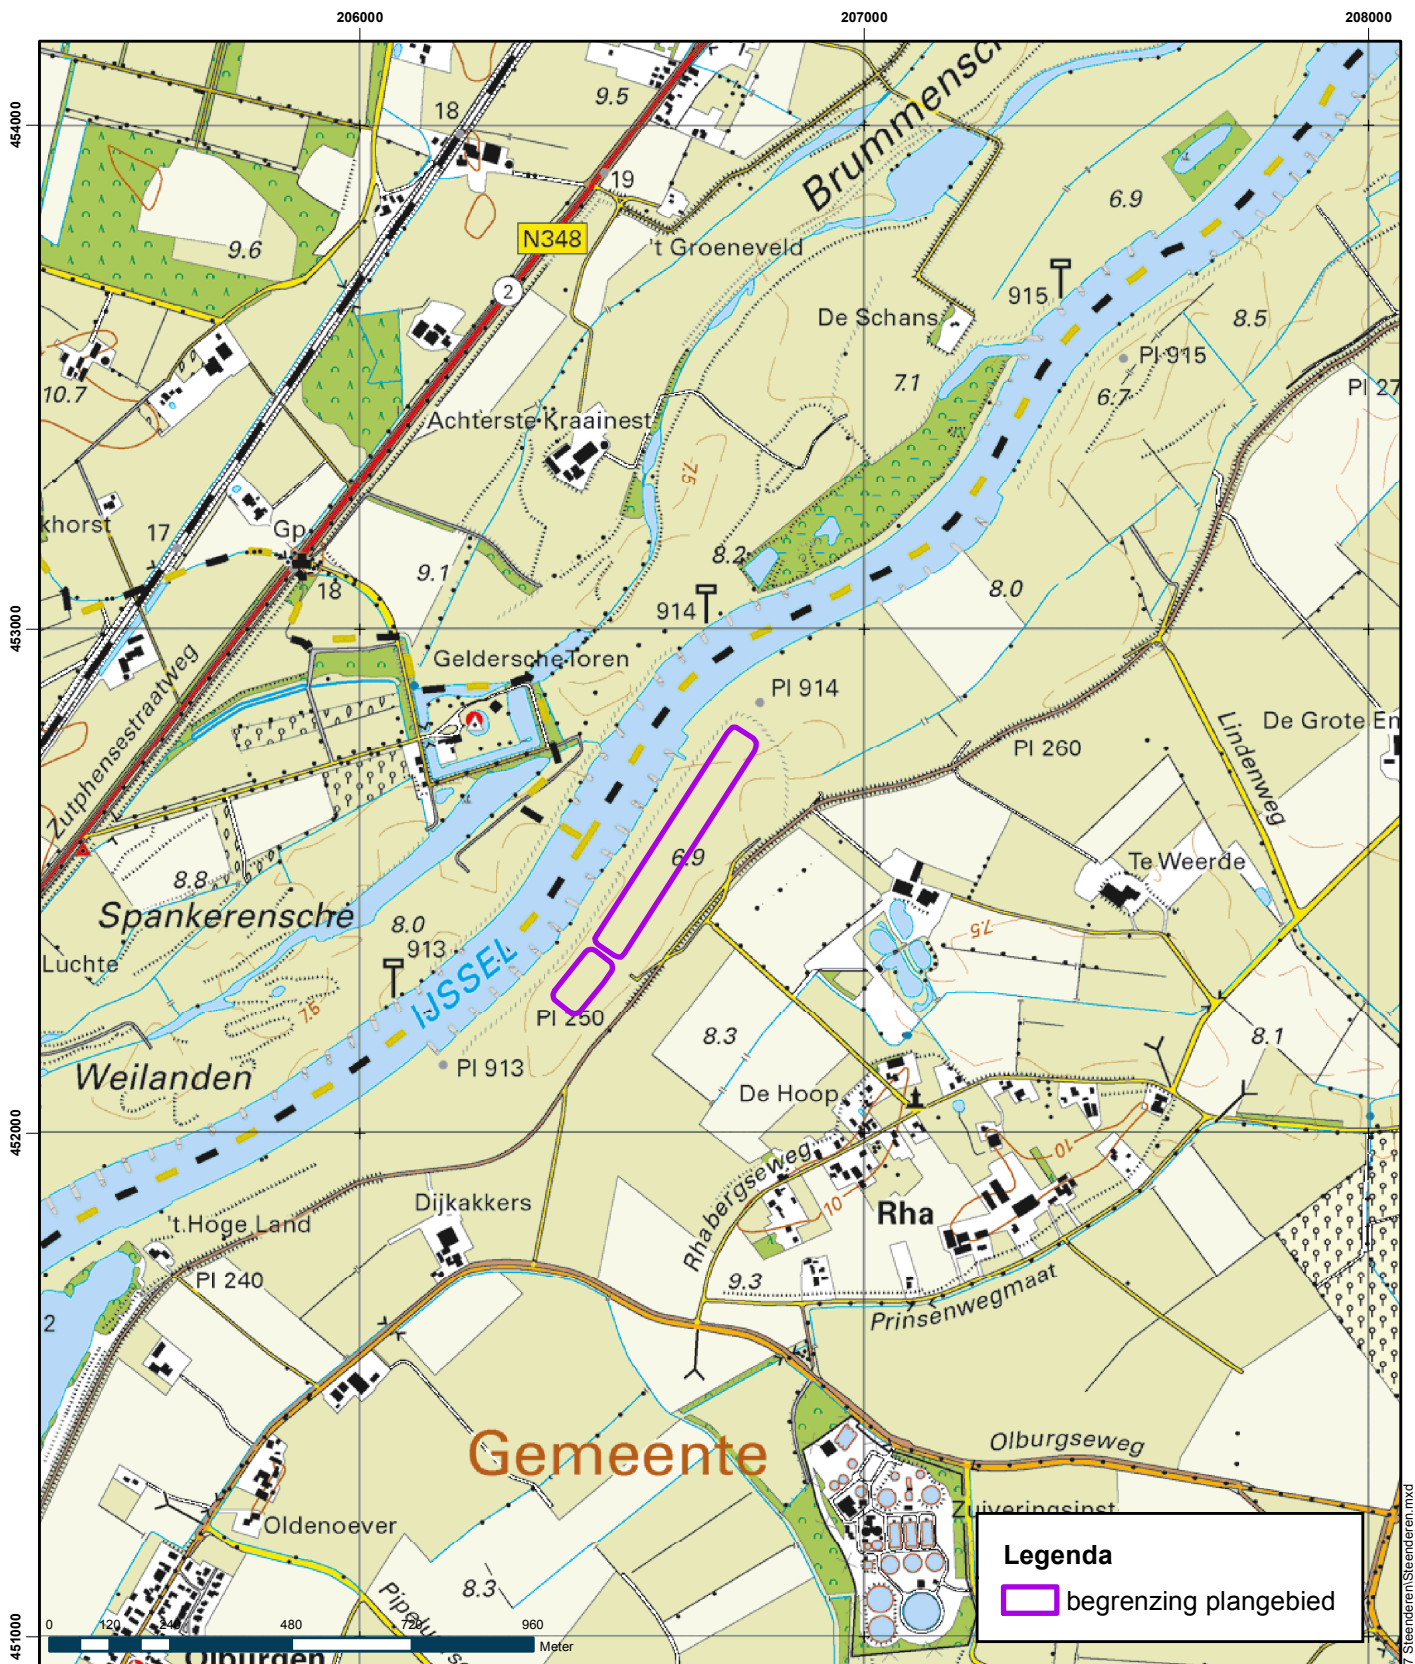 206000
207000
208000
454000
453000
452000
451000
18
9.5
Brummensch
19
N348
't Groeneveld
6.9
9.6
2
915
De Schans
8.5
PI 915
10.7
7.1
6.7
PI 27
Achterste Kraainest
7.5
khorst
17
Gp
8.2
9.1
18
914
8.0
Zutphensestraatweg
GelderscheToren
PI 914
Lindenweg
De Grote En
PI 260
6.9
Te Weerde
8.8
Spankerensche
8.0
913
7.5
Luchte
IJSSEL
7.6
PI 250
8.3
8.1
Weilanden
PI 913
De Hoop
Rhabergseweg
10
10
Rha
Dijkakkers
't Hoge Land
PI 240
9.3
Prinsenwegmaat
2
Gemeente
Olburgseweg
Oldenoever
Zuiveringsinst
8.3
Legenda
begrenzing plangebied
0 120 240 480 720 960
Meter
Olburgen
7 Steenderen\Steenderen.mxd